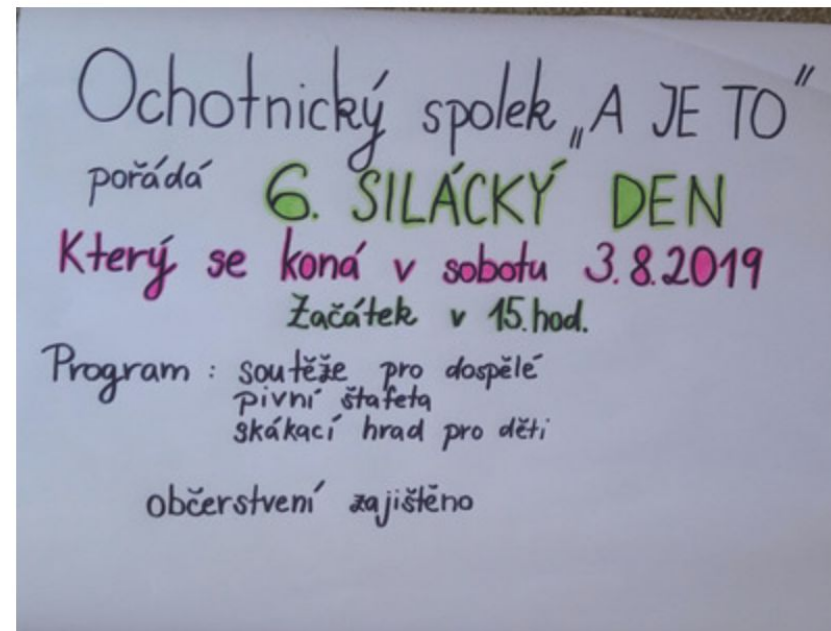 Ochotnický spolek „A JE TO"
pořádá 6. SILÁCKÝ DEN
Který se koná v sobotu 3.8.2019
Začátek v 15.hod.
Program : soutěže pro dospělé
pivní štafeta
skákací hrad pro děti
občerstvení zajištěno